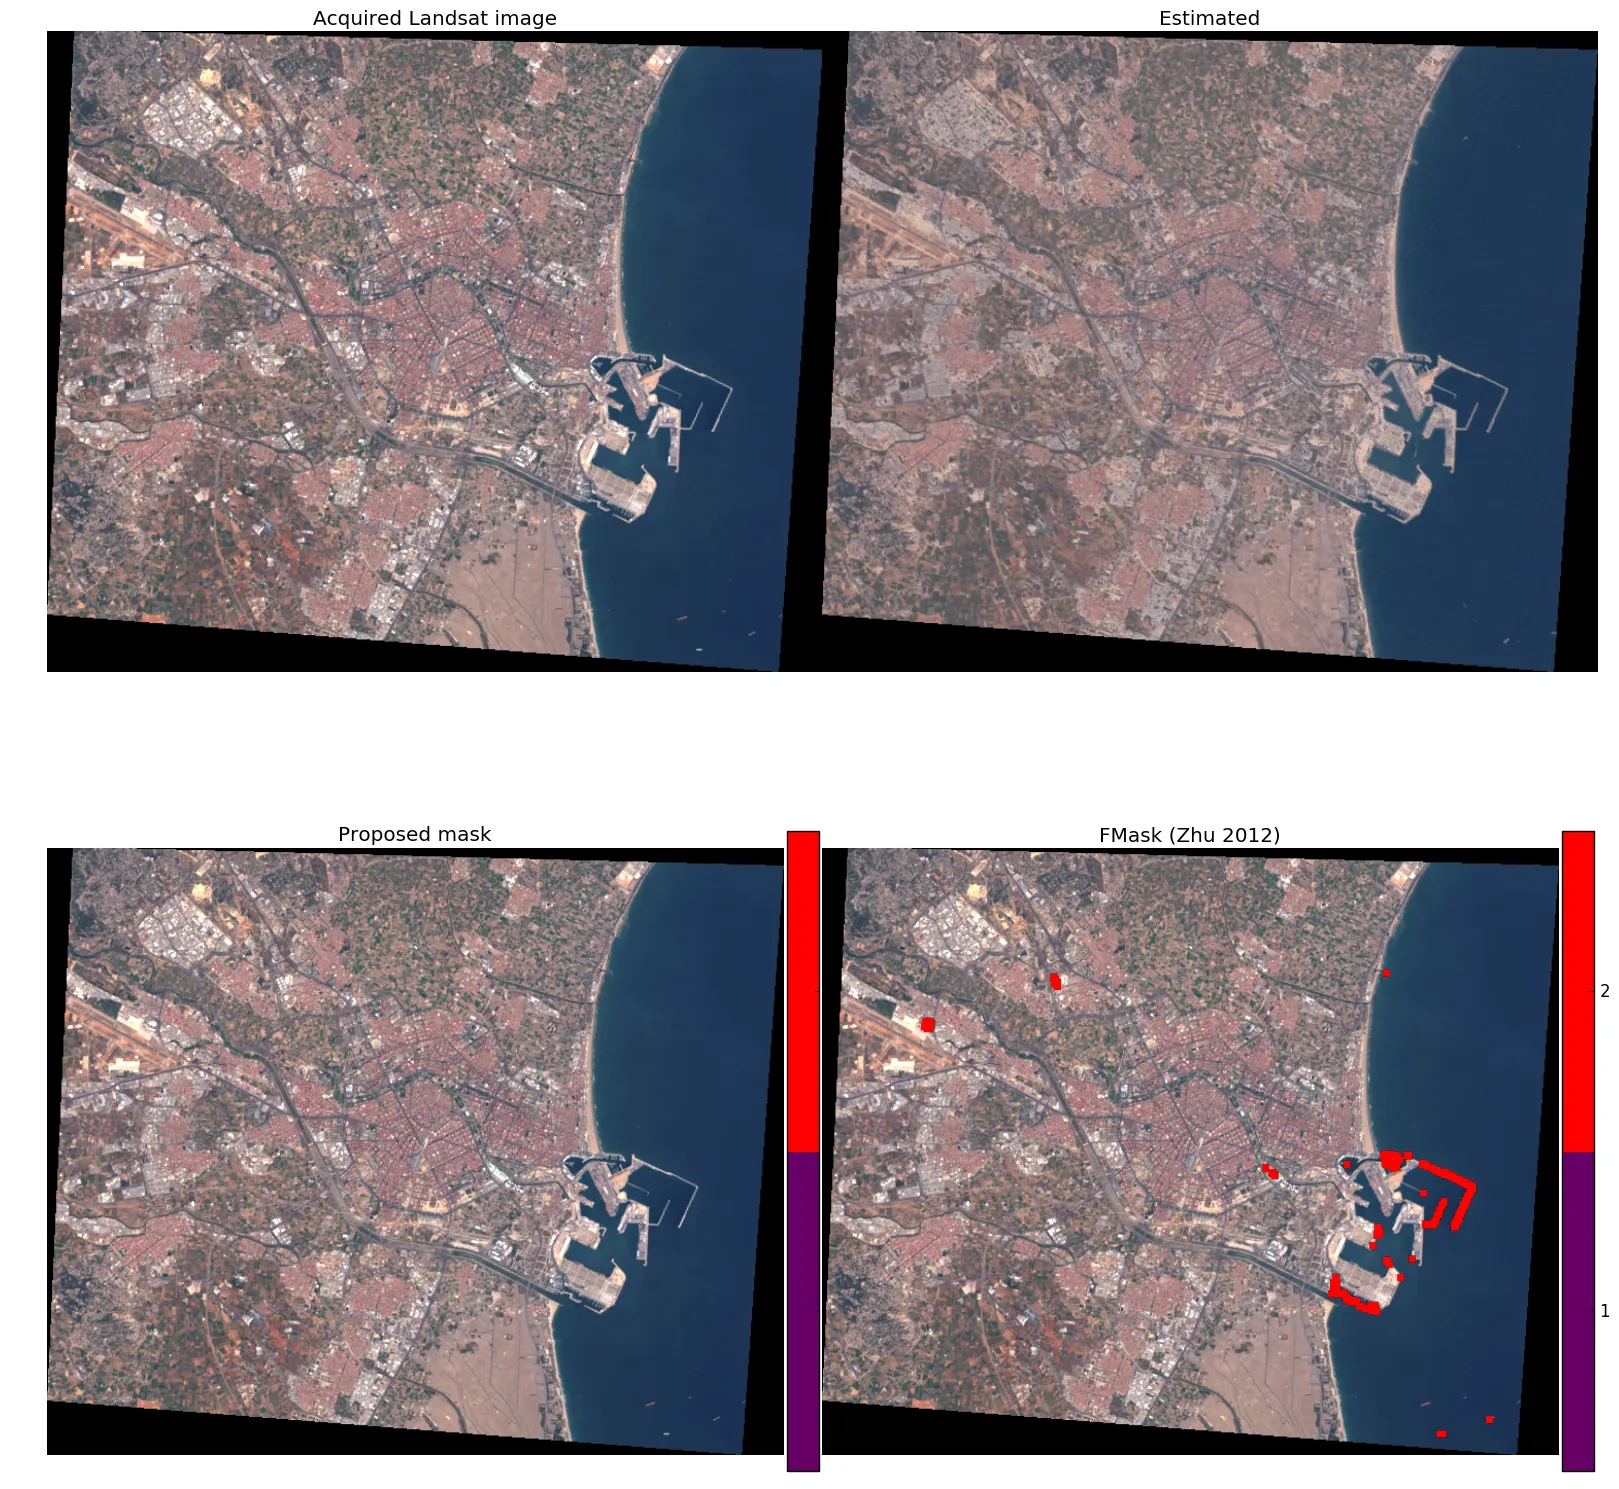 Acquired Landsat image
Estimated
Proposed mask
FMask (Zhu 2012)
2
1